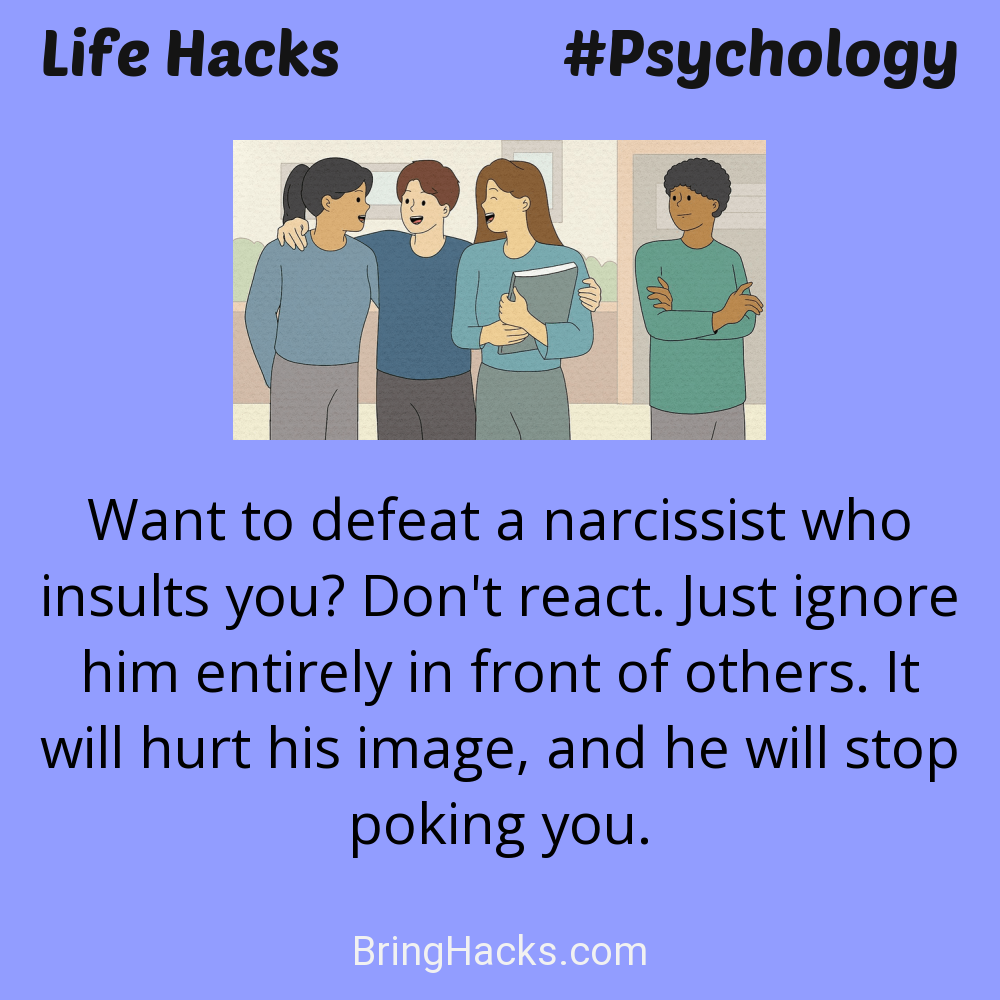 Life Hacks
#Psychology
Want to defeat a narcissist who
insults you? Don't react. Just ignore
him entirely in front of others. It
will hurt his image, and he will stop
poking you.
BringHacks.com